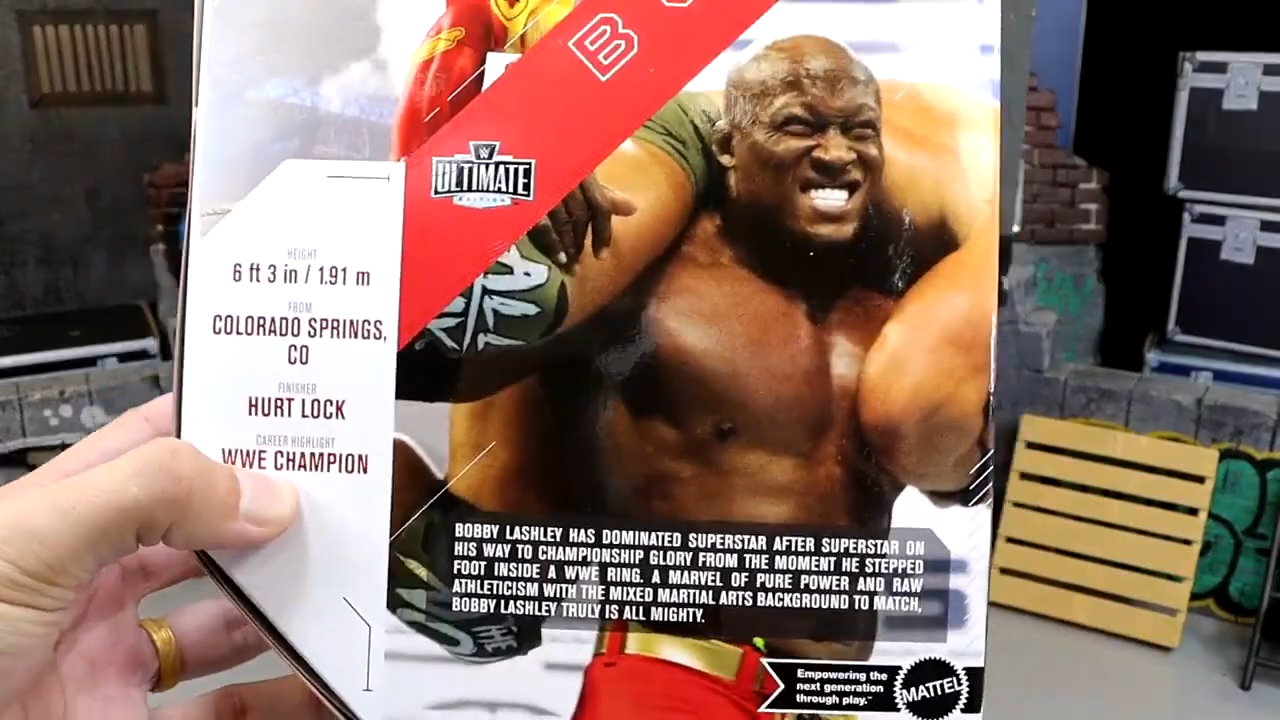 B
W
ULTIMATE
EDITION
HEIGHT
6 ft 3 in / 1.91 m
FROM
COLORADO SPRINGS,
CO
FINISHER
HURT LOCK
CAREER HIGHLIGHT
WWE CHAMPION
BOBBY LASHLEY HAS DOMINATED SUPERSTAR AFTER SUPERSTAR ON
HIS WAY TO CHAMPIONSHIP GLORY FROM THE MOMENT HE STEPPED
FOOT INSIDE A WWE RING. A MARVEL OF PURE POWER AND RAW
ATHLETICISM WITH THE MIXED MARTIAL ARTS BACKGROUND TO MATCH,
BOBBY LASHLEY TRULY IS ALL MIGHTY.
THE
Empowering the
next generation
through play.™
MATTEL